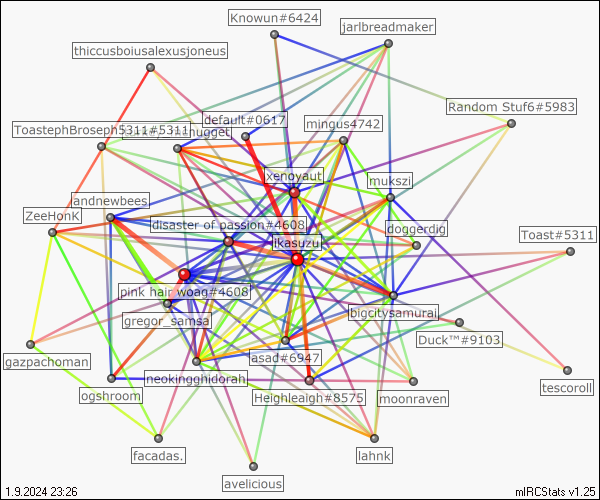 Knowun#6424
jarlbreadmaker
thiccusboiusalexusjoneus
Random Stuf6#5983
default#0617
mingus4742
ToastephBroseph5311#5311
nugget
xenoyaut
mukszi
andnewbees
ZeeHonK
disaster of passion#4608
doggerdig
Toast#5311
ikasuzu
pink hair woag#4608
bigcitysamurai
gregor_samsa
Duck™#9103
asad#6947
gazpachoman
neokingghidorah
tescoroll
ogshroom
Heighleaigh#8575
moonraven
facadas.
lahnk
avelicious
1.9.2024 23:26
mIRCStats v1.25